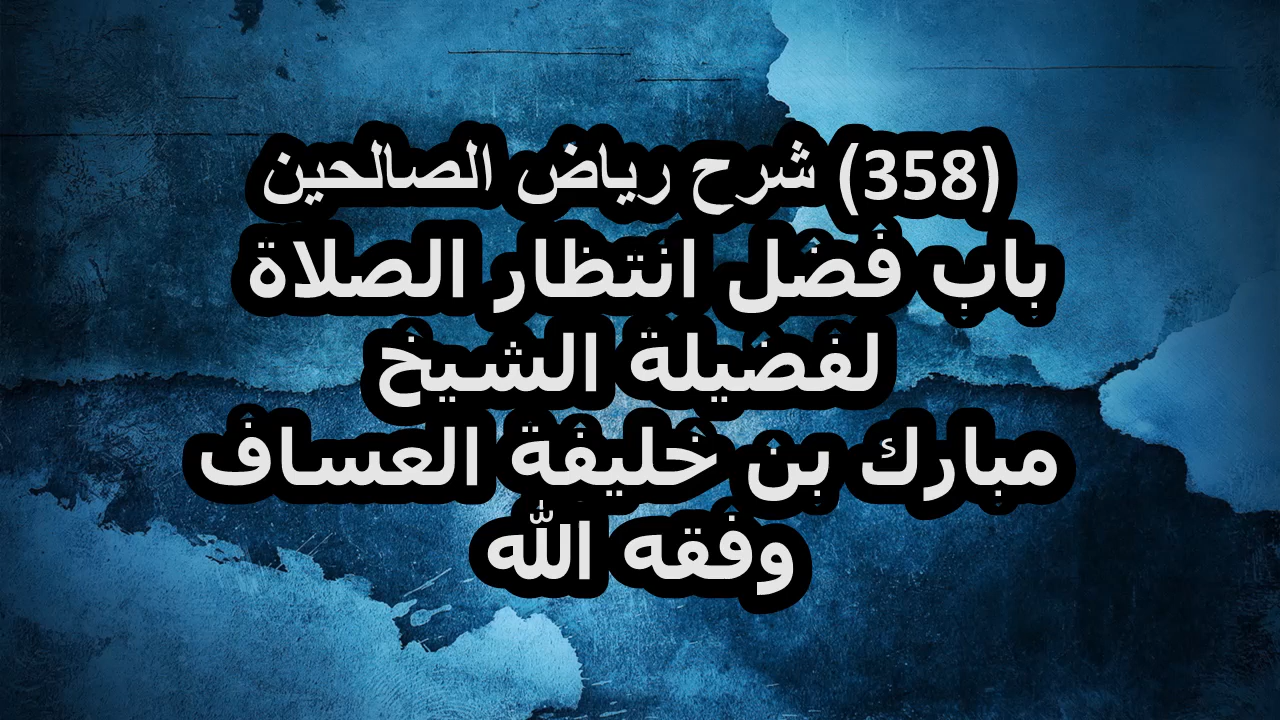 (358) شرح رياض الصالحين
باب فضل انتظار الصلاة
لفضيلة الشيخ
مبارك بن خليفة العساف
وفقه الله